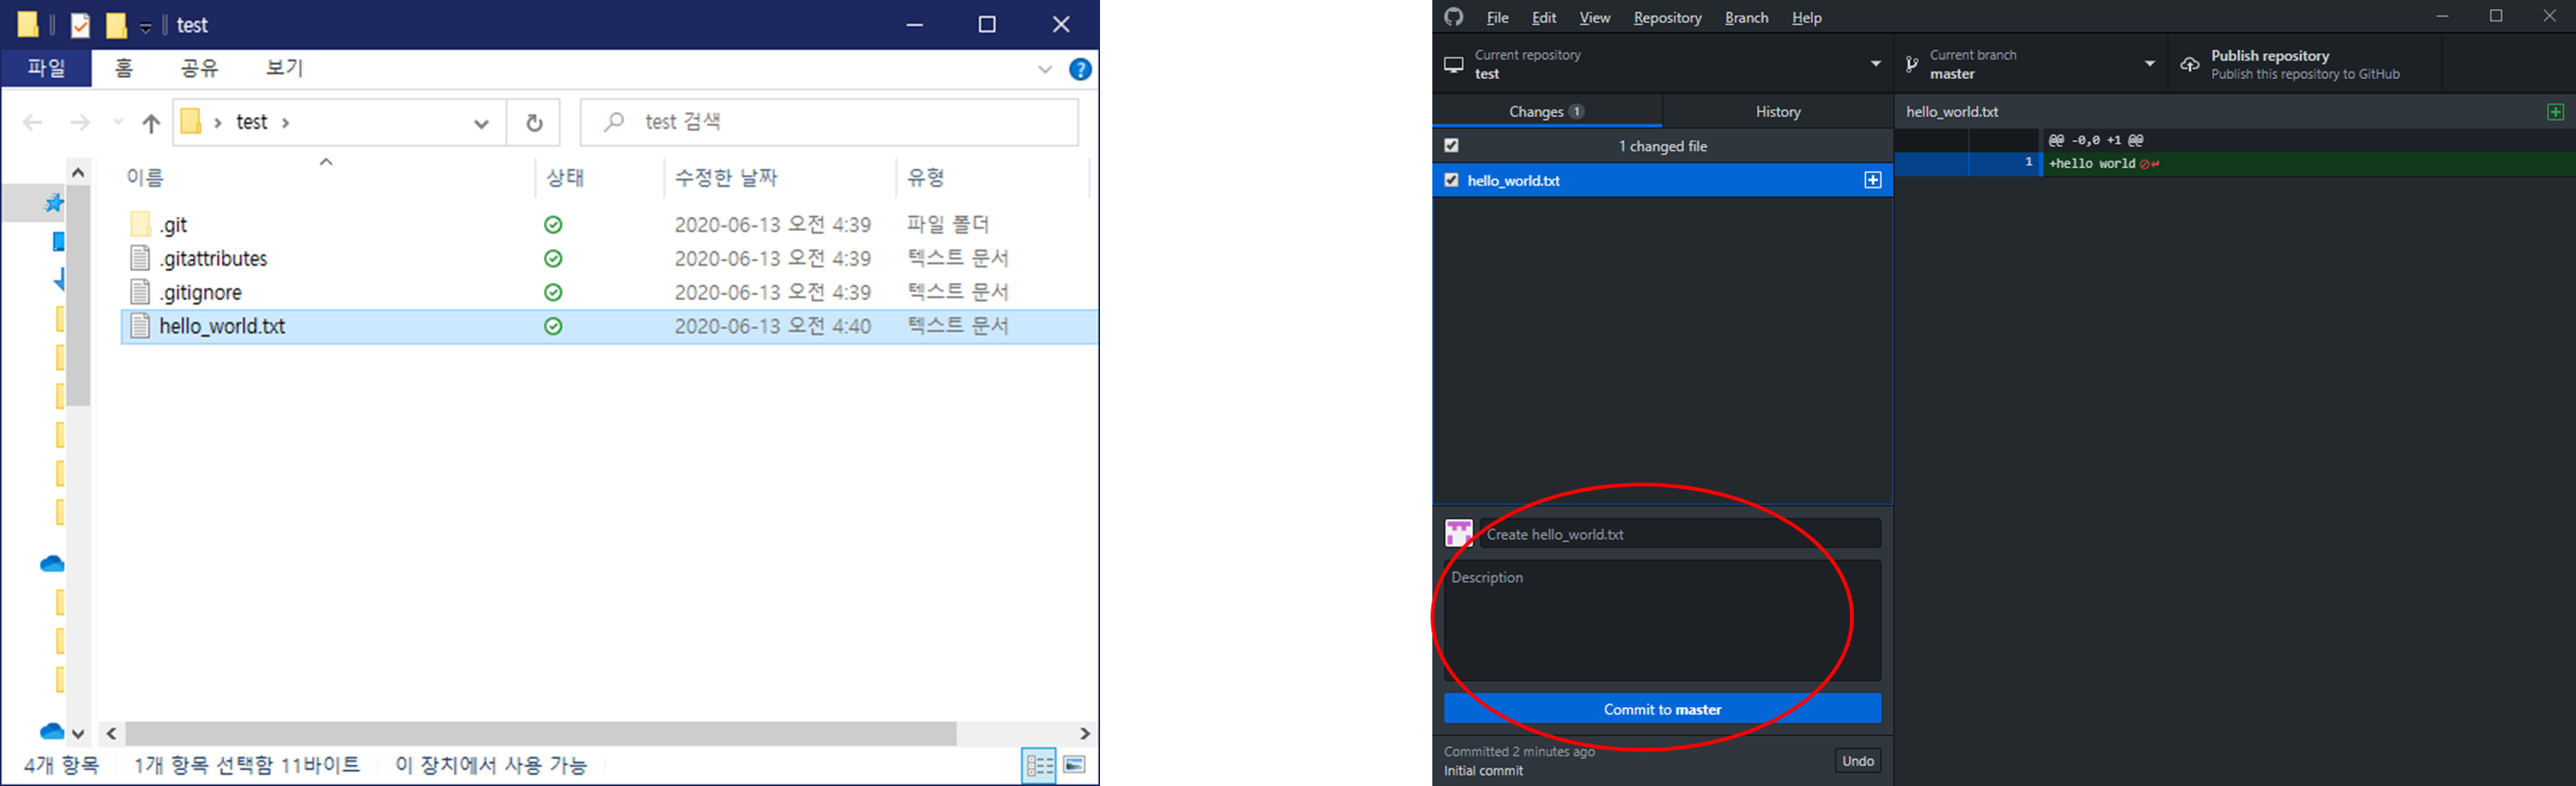 test
파일 홈 공유 보기
test
test 검색
이름 상태 수정한 날짜 유형
.git 2020-06-13 오전 4:39 파일 폴더
.gitattributes 2020-06-13 오전 4:39 텍스트 문서
.gitignore 2020-06-13 오전 4:39 텍스트 문서
hello_world.txt 2020-06-13 오전 4:40 텍스트 문서
4개 항목 1개 항목 선택함 11바이트 이 장치에서 사용 가능
File Edit View Repository Branch Help
Current repository
test
Current branch
master
Publish repository
Publish this repository to GitHub
Changes 1 History
1 changed file
hello_world.txt
hello_world.txt
@@ -0,0 +1 @@
1 +hello world
Create hello_world.txt
Description
Commit to master
Committed 2 minutes ago
Initial commit
Undo